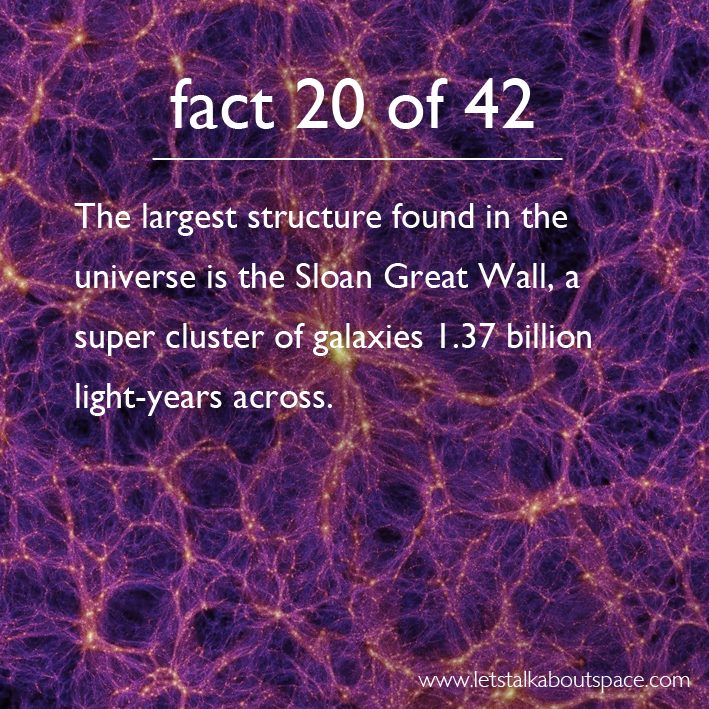 fact 20 of 42
The largest structure found in the
universe is the Sloan Great Wall, a
super cluster of galaxies 1.37 billion
light-years across.
www.letstalkaboutspace.com